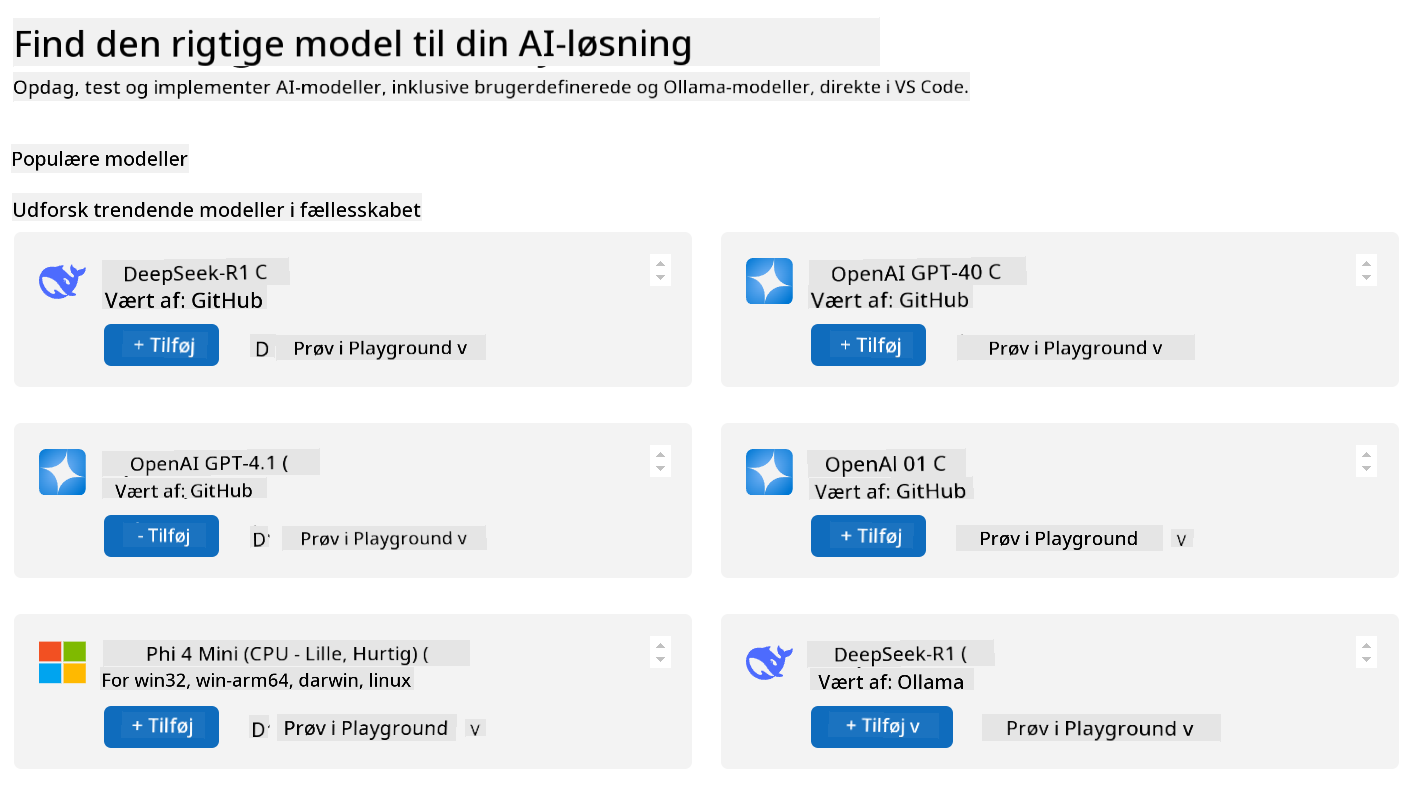 Find den rigtige model til din AI-løsning
Opdag, test og implementer AI-modeller, inklusive brugerdefinerede og Ollama-modeller, direkte i VS Code.
Populære modeller
Udforsk trendende modeller i fællesskabet
DeepSeek-R1 C
Vært af: GitHub
+ Tilføj
D Prøv i Playground v
OpenAI GPT-40 C
Vært af: GitHub
+ Tilføj
Prøv i Playground v
OpenAI GPT-4.1 (
Vært af: GitHub
- Tilføj
D Prøv i Playground v
OpenAI 01 C
Vært af: GitHub
+ Tilføj
Prøv i Playground v
Phi 4 Mini (CPU - Lille, Hurtig) (
For win32, win-arm64, darwin, linux
+ Tilføj
D Prøv i Playground v
DeepSeek-R1 (
Vært af: Ollama
+ Tilføj v
Prøv i Playground v